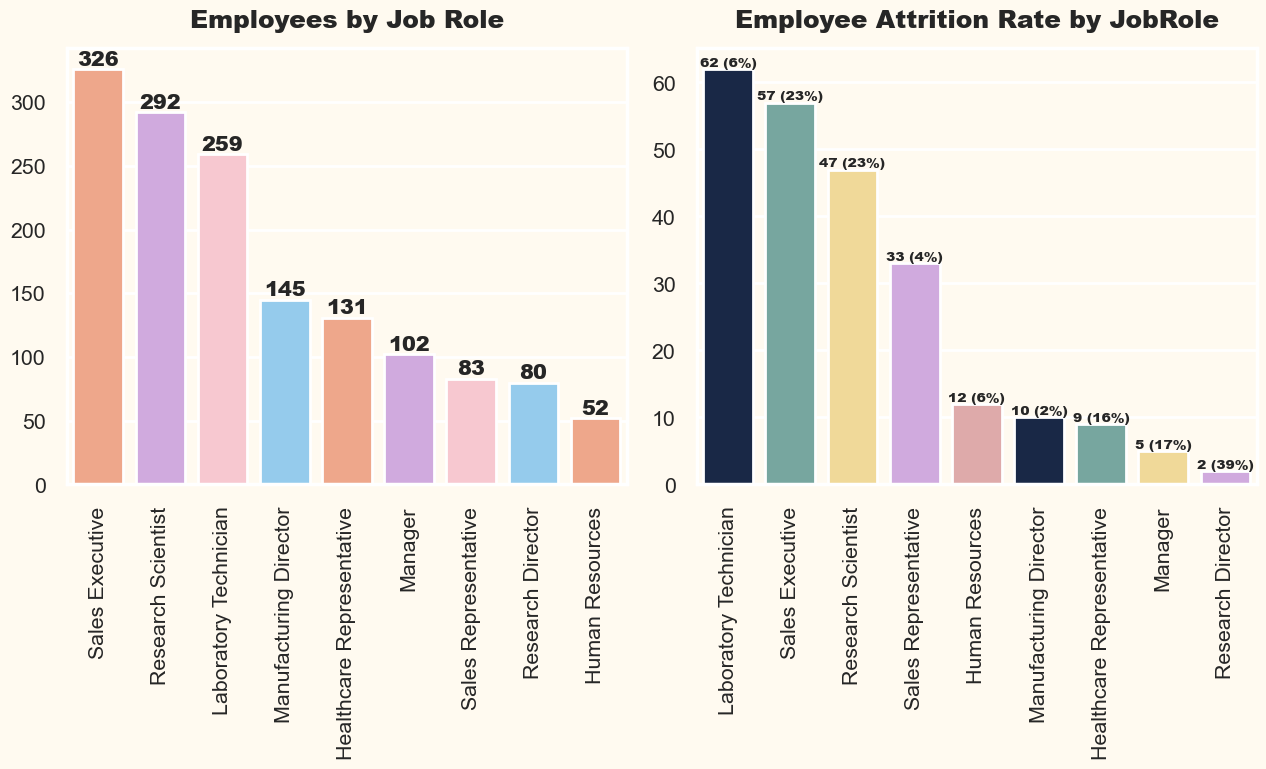 Employees by Job Role
326
292
259
145
131
102
83
80
52
300
250
200
150
100
50
0
Sales Executive
Research Scientist
Laboratory Technician
Manufacturing Director
Healthcare Representative
Manager
Sales Representative
Research Director
Human Resources
Employee Attrition Rate by JobRole
62 (6%)
57 (23%)
47 (23%)
33 (4%)
12 (6%)
10 (2%)
9 (16%)
5 (17%)
2 (39%)
60
50
40
30
20
10
0
Laboratory Technician
Sales Executive
Research Scientist
Sales Representative
Human Resources
Manufacturing Director
Healthcare Representative
Manager
Research Director